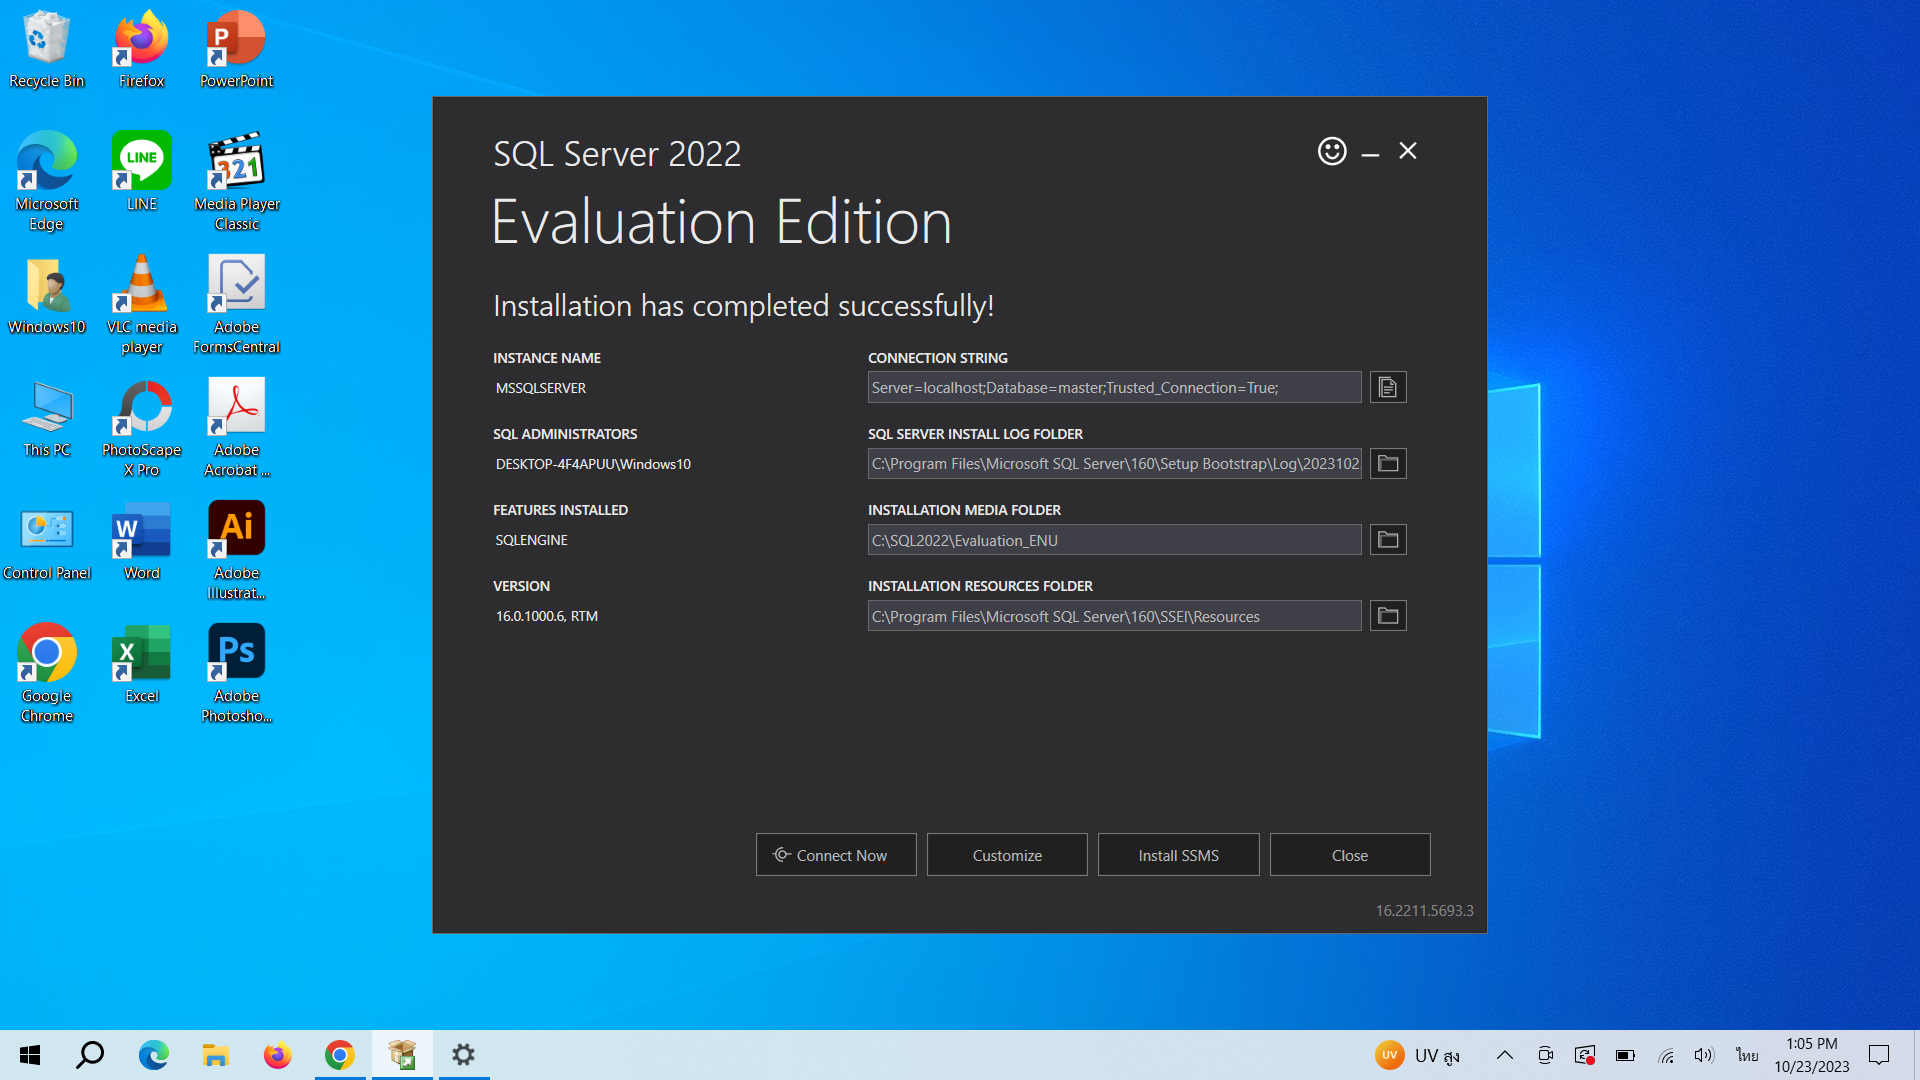 Recycle Bin
Firefox
PowerPoint
Microsoft
Edge
LINE
Media Player
Classic
Windows10
VLC media
player
Adobe
FormsCentral
This PC
PhotoScape
X Pro
Adobe
Acrobat ...
Control Panel
Word
Adobe
Illustrat...
Google
Chrome
Excel
Adobe
Photosho...
P
LINE
321
W
Ai
X
Ps
SQL Server 2022
Evaluation Edition
Installation has completed successfully!
INSTANCE NAME
MSSQLSERVER
SQL ADMINISTRATORS
DESKTOP-4F4APUU\Windows10
FEATURES INSTALLED
SQLENGINE
VERSION
16.0.1000.6, RTM
CONNECTION STRING
Server=localhost;Database=master;Trusted_Connection=True;
SQL SERVER INSTALL LOG FOLDER
C:\Program Files\Microsoft SQL Server\160\Setup Bootstrap\Log\2023102
INSTALLATION MEDIA FOLDER
C:\SQL2022\Evaluation_ENU
INSTALLATION RESOURCES FOLDER
C:\Program Files\Microsoft SQL Server\160\SSEI\Resources
Connect Now
Customize
Install SSMS
Close
16.2211.5693.3
UV
UV สูง
ไทย
1:05 PM
10/23/2023